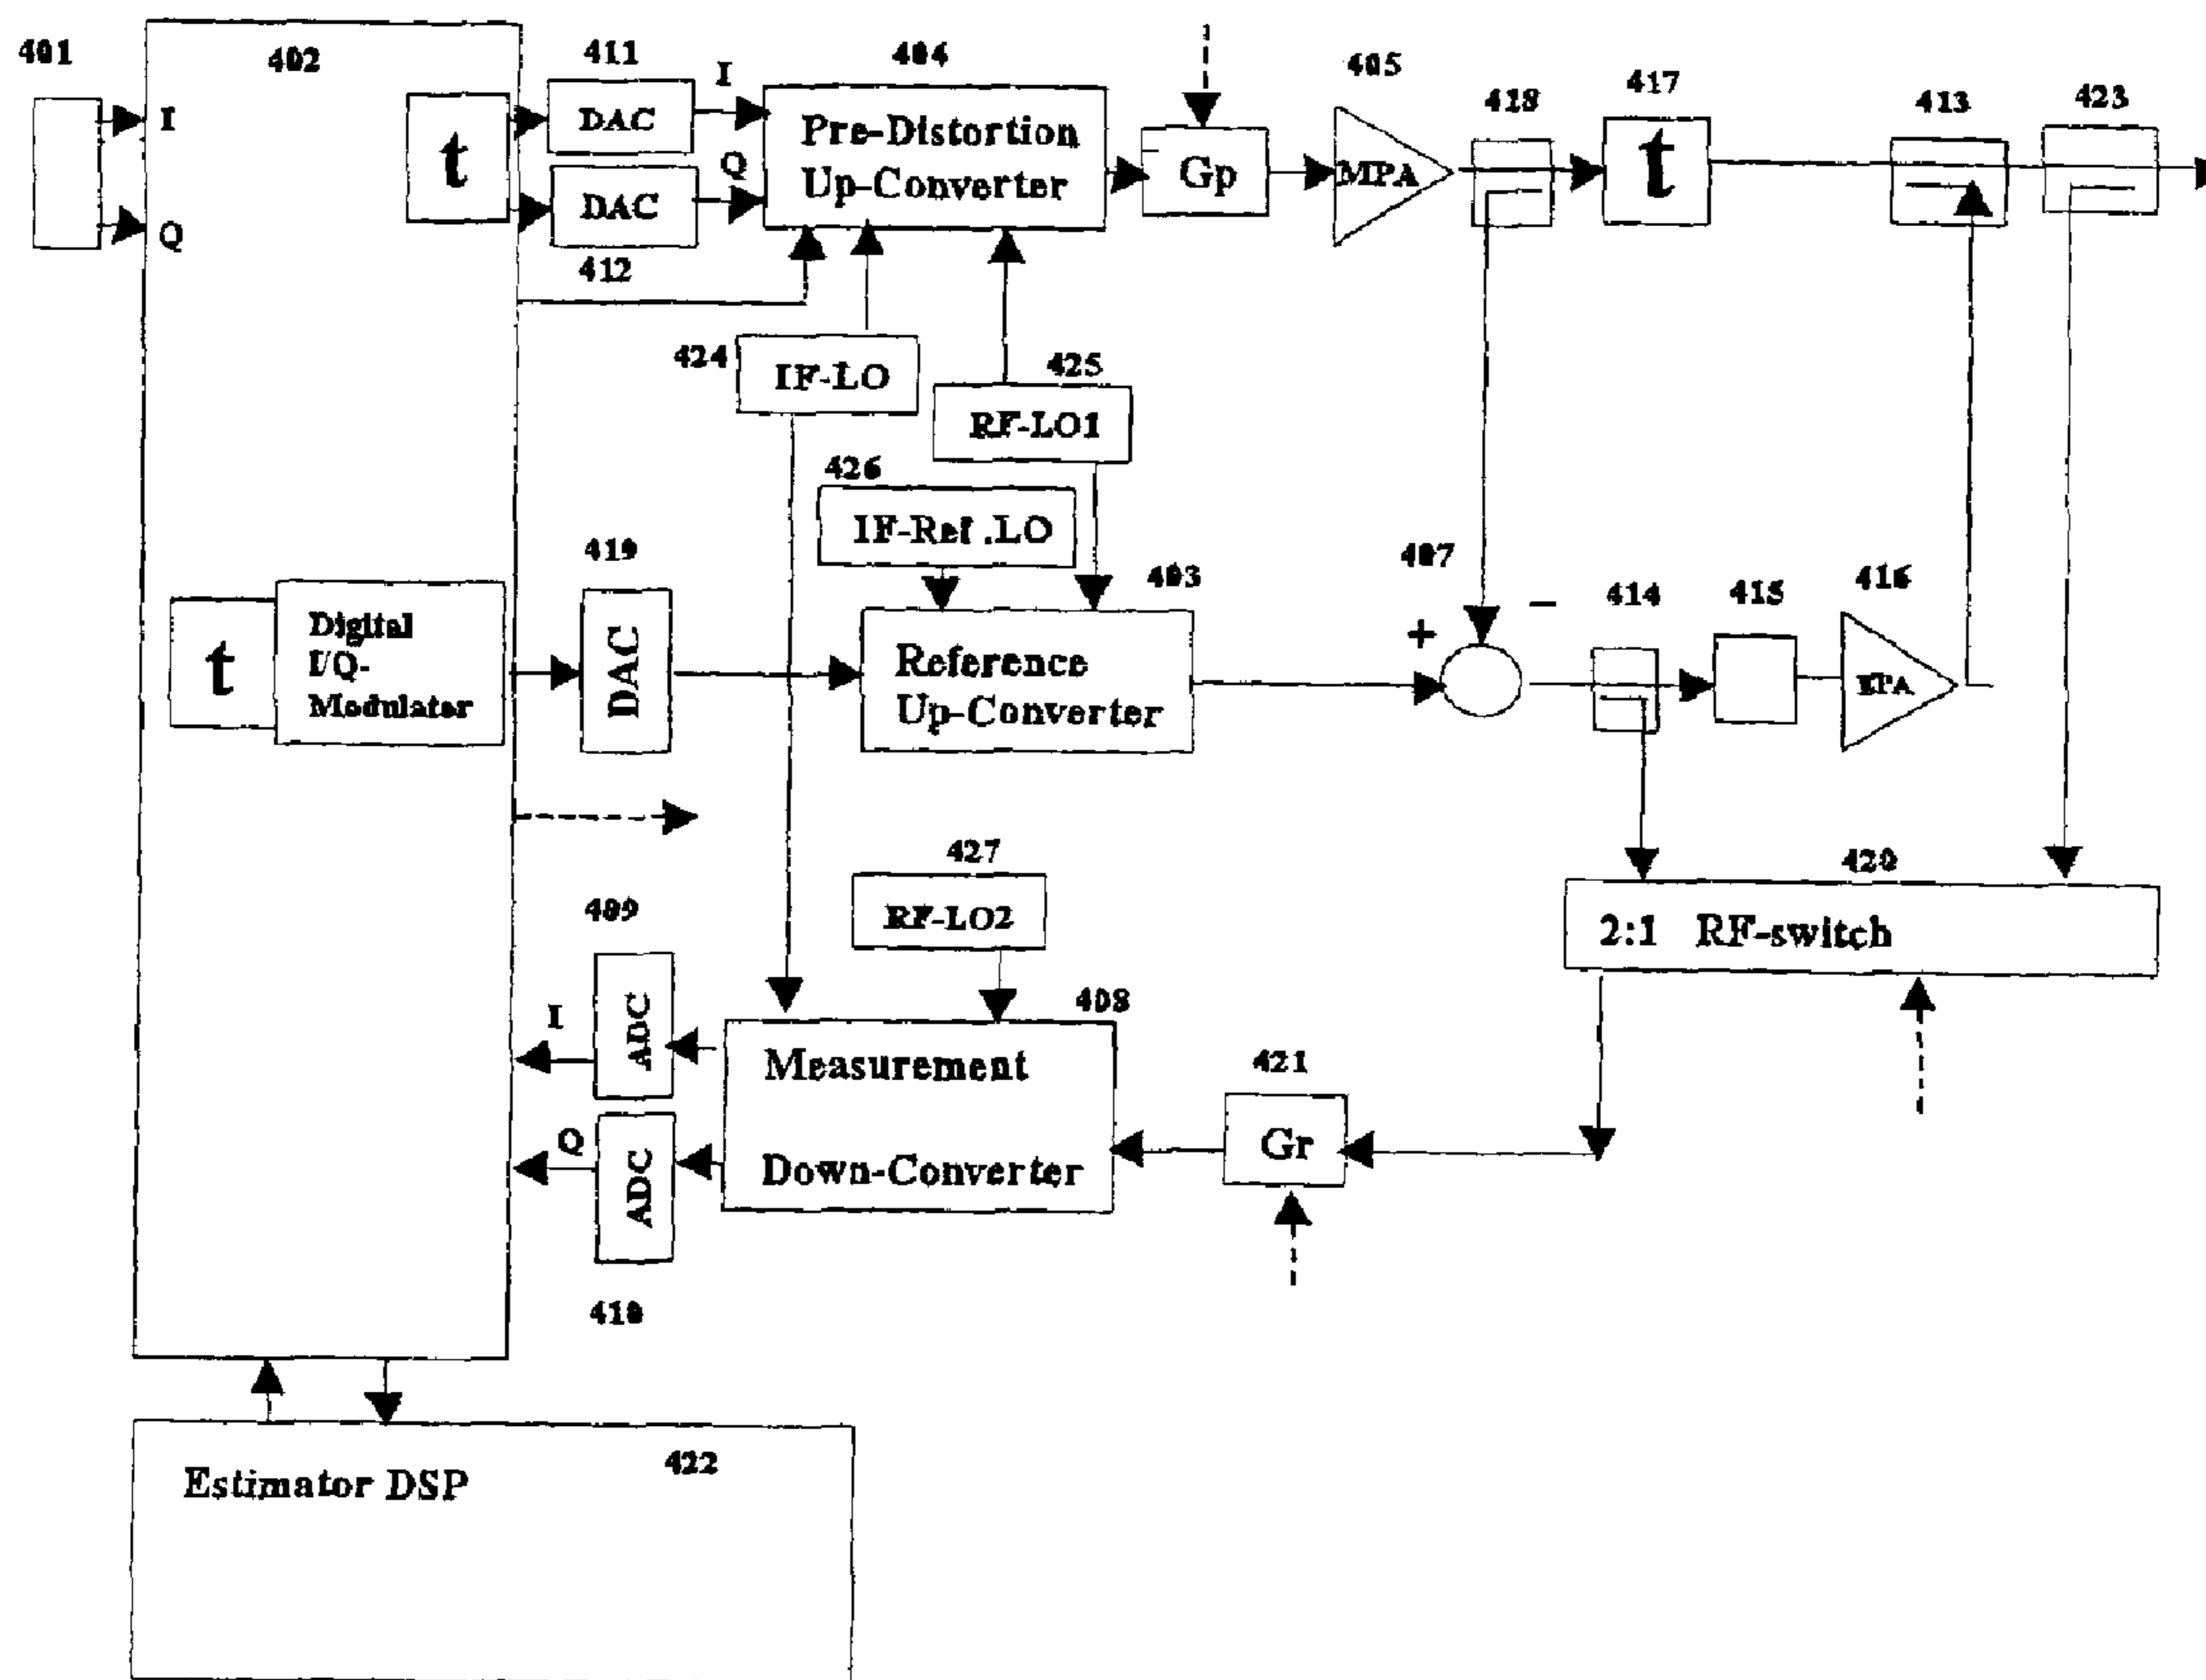 401
402
411
I
404
405
418
417
413
423
I
t
DAC
Pre-Distortion
Up-Converter
Gp
MPA
t
Q
DAC
Q
412
424
IF-LO
425
RF-LO1
426
IF-Ref .LO
419
403
407
+
−
414
415
416
t
Digital
I/Q-
Modulator
DAC
Reference
Up-Converter
EPA
427
RF-LO2
420
2:1 RF-switch
409
I
ADC
408
Measurement
Down-Converter
421
Gr
Q
ADC
410
Estimator DSP
422